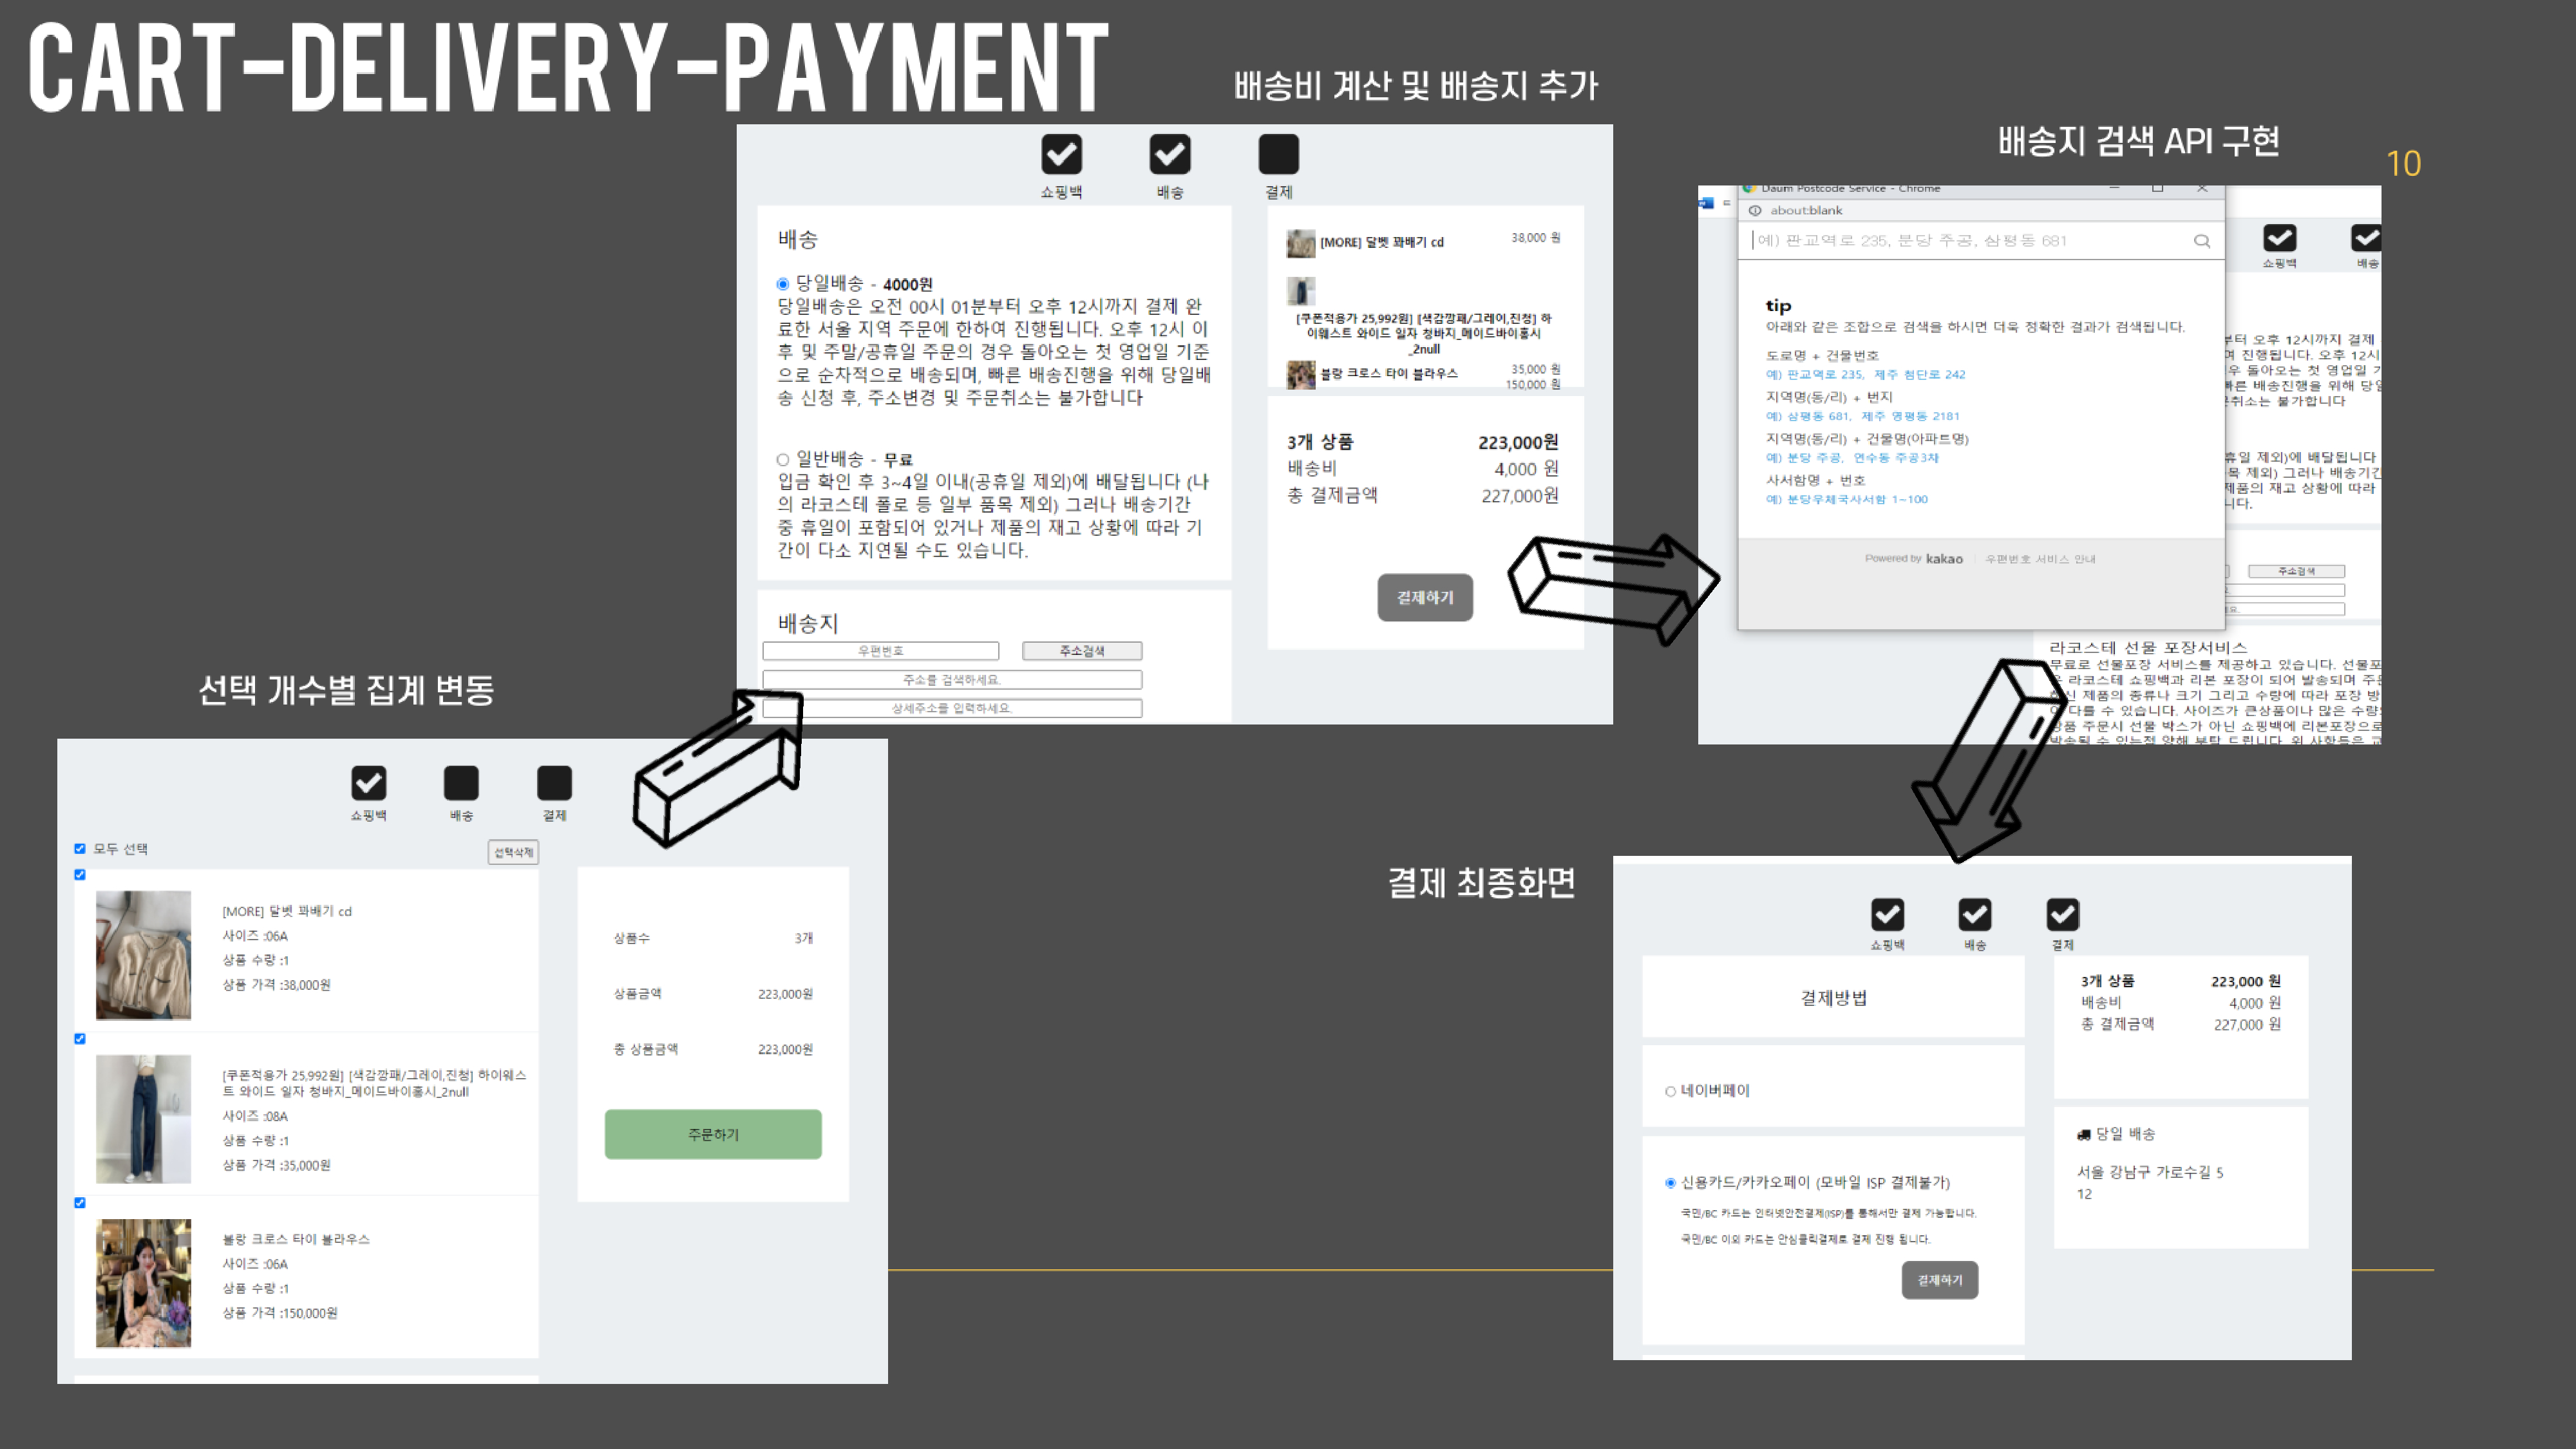 CART-DELIVERY-PAYMENT
배송비 계산 및 배송지 추가
배송지 검색 API 구현
10
쇼핑백
배송
결제
배송
당일배송 - 4000원
당일배송은 오전 00시 01분부터 오후 12시까지 결제 완
료한 서울 지역 주문에 한하여 진행됩니다. 오후 12시 이
후 및 주말/공휴일 주문의 경우 돌아오는 첫 영업일 기준
으로 순차적으로 배송되며, 빠른 배송진행을 위해 당일배
송 신청 후, 주소변경 및 주문취소는 불가합니다
일반배송 - 무료
입금 확인 후 3~4일 이내(공휴일 제외)에 배달됩니다 (나
의 라코스테 폴로 등 일부 품목 제외) 그러나 배송기간
중 휴일이 포함되어 있거나 제품의 재고 상황에 따라 기
간이 다소 지연될 수도 있습니다.
배송지
우편번호
주소검색
주소를 검색하세요.
상세주소를 입력하세요.
[MORE] 달벳 꽈배기 cd
38,000 원
[쿠폰적용가 25,992원] [색감깡패/그레이,진청] 하
이웨스트 와이드 일자 청바지_메이드바이홍시
_2null
35,000 원
블랑 크로스 타이 블라우스
150,000 원
3개 상품 223,000원
배송비 4,000 원
총 결제금액 227,000원
결제하기
Daum Postcode Service - Chrome
about:blank
예) 판교역로 235, 분당 주공, 삼평동 681
tip
아래와 같은 조합으로 검색을 하시면 더욱 정확한 결과가 검색됩니다.
도로명 + 건물번호
예) 판교역로 235, 제주 첨단로 242
지역명(동/리) + 번지
예) 삼평동 681, 제주 영평동 2181
지역명(동/리) + 건물명(아파트명)
예) 분당 주공, 연수동 주공3차
사서함명 + 번호
예) 분당우체국사서함 1~100
Powered by kakao
우편번호 서비스 안내
쇼핑백
배송
부터 오후 12시까지 결제
여 진행됩니다. 오후 12시
우 돌아오는 첫 영업일 기
빠른 배송진행을 위해 당일
취소는 불가합니다
휴일 제외)에 배달됩니다
목 제외) 그러나 배송기간
제품의 재고 상황에 따라
니다.
주소검색
라코스테 선물 포장서비스
무료로 선물포장 서비스를 제공하고 있습니다. 선물포
라코스테 쇼핑백과 리본 포장이 되어 발송되며 주문
제품의 종류나 크기 그리고 수량에 따라 포장 방
다를 수 있습니다. 사이즈가 큰상품이나 많은 수량
상품 주문시 선물 박스가 아닌 쇼핑백에 리본포장으로
발송될 수 있는점 양해 부탁 드립니다. 위 사항들은
선택 개수별 집계 변동
쇼핑백
배송
결제
모두 선택
선택삭제
[MORE] 달벳 꽈배기 cd
사이즈 :06A
상품 수량 :1
상품 가격 :38,000원
[쿠폰적용가 25,992원] [색감깡패/그레이,진청] 하이웨스
트 와이드 일자 청바지_메이드바이홍시_2null
사이즈 :08A
상품 수량 :1
상품 가격 :35,000원
블랑 크로스 타이 블라우스
사이즈 :06A
상품 수량 :1
상품 가격 :150,000원
상품수 3개
상품금액 223,000원
총 상품금액 223,000원
주문하기
결제 최종화면
쇼핑백
배송
결제
결제방법
네이버페이
신용카드/카카오페이 (모바일 ISP 결제불가)
국민/BC 카드는 인터넷안전결제(ISP)를 통해서만 결제 가능합니다.
국민/BC 이외 카드는 안심클릭결제로 결제 진행 됩니다.
결제하기
3개 상품 223,000 원
배송비 4,000 원
총 결제금액 227,000 원
당일 배송
서울 강남구 가로수길 5
12